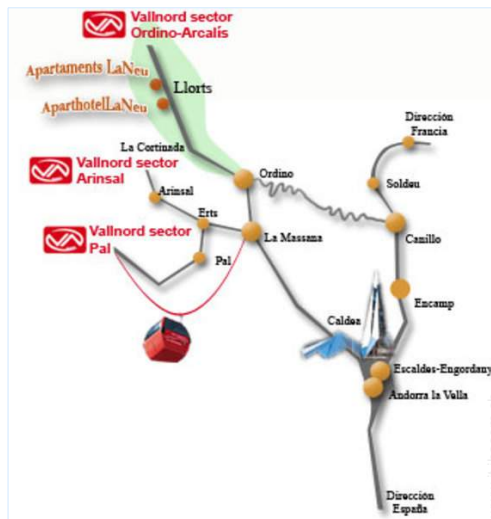 Vallnord sector
Ordino-Arcalís
Apartaments LaNeu
Llorts
AparthotelLaNeu
Dirección
Francia
La Cortinada
Vallnord sector
Arinsal
Ordino
Soldeu
Arinsal
Erts
Vallnord sector
Pal
La Massana
Canillo
Pal
Encamp
Caldea
Escaldes-Engordany
Andorra la Vella
Dirección
España